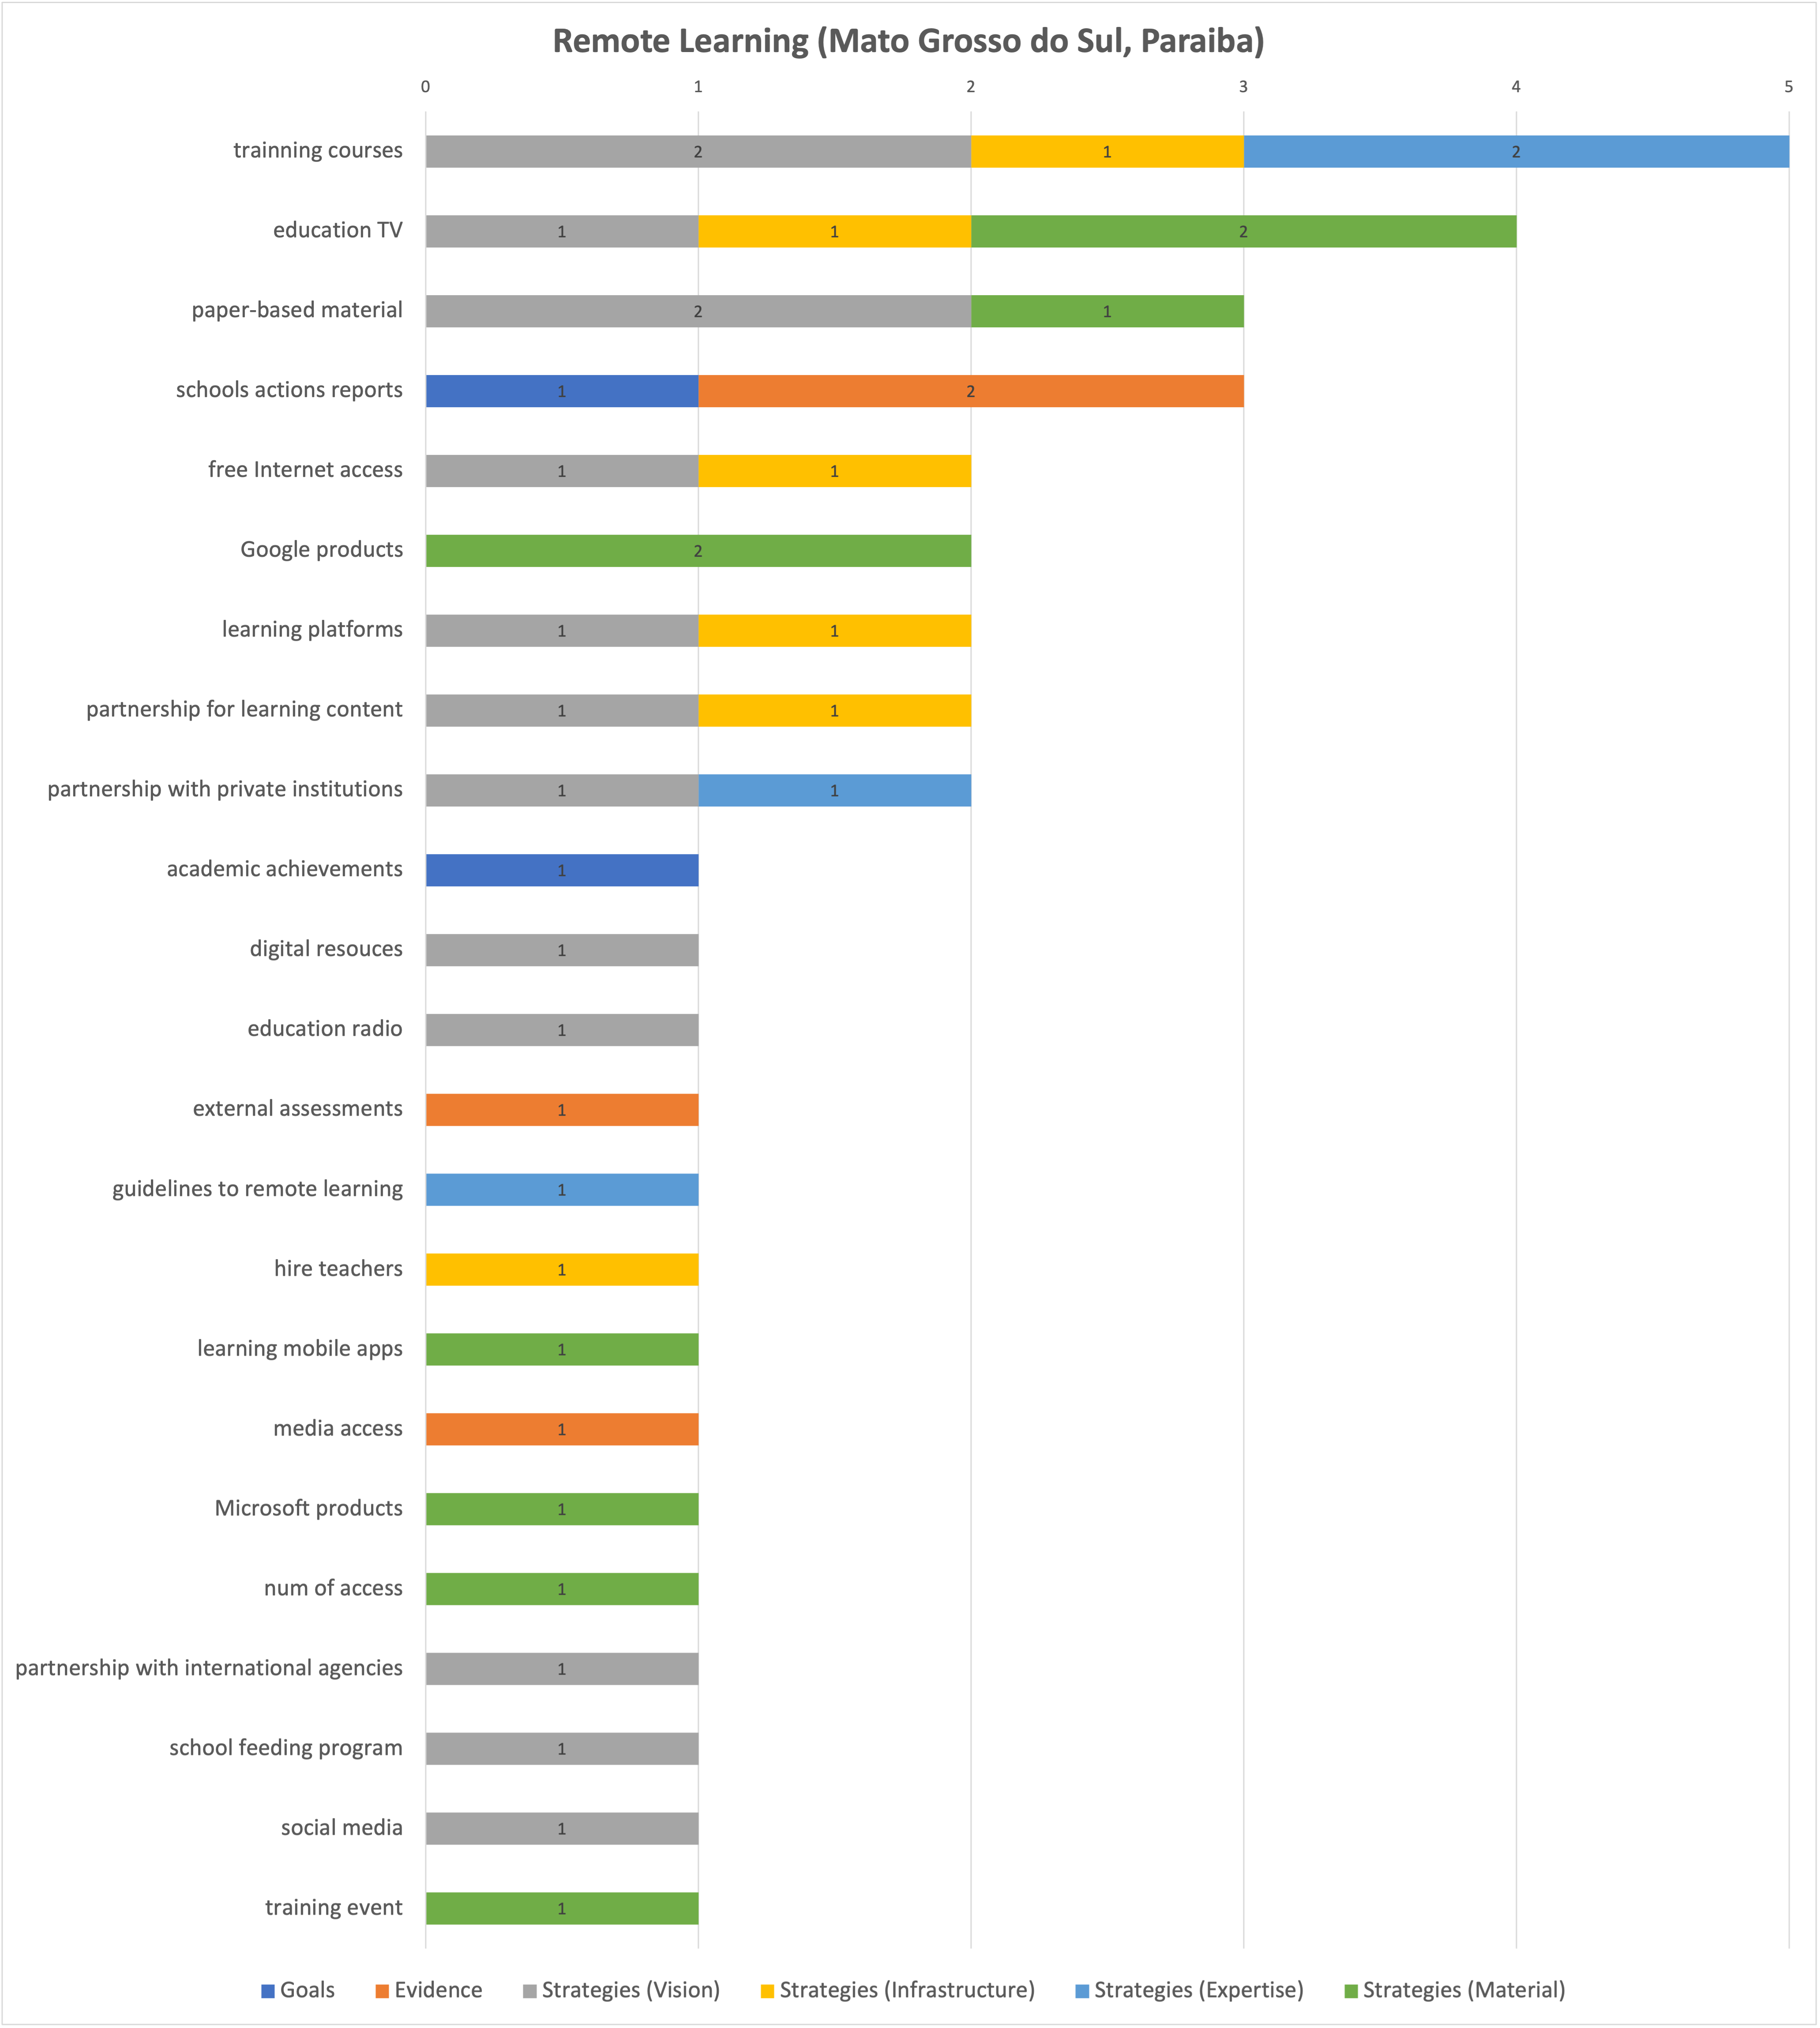 Remote Learning (Mato Grosso do Sul, Paraiba)
0 1 2 3 4 5
trainning courses 2 1 2
education TV 1 1 2
paper-based material 2 1
schools actions reports 1 2
free Internet access 1 1
Google products 2
learning platforms 1 1
partnership for learning content 1 1
partnership with private institutions 1 1
academic achievements 1
digital resouces 1
education radio 1
external assessments 1
guidelines to remote learning 1
hire teachers 1
learning mobile apps 1
media access 1
Microsoft products 1
num of access 1
partnership with international agencies 1
school feeding program 1
social media 1
training event 1
Goals Evidence Strategies (Vision) Strategies (Infrastructure) Strategies (Expertise) Strategies (Material)